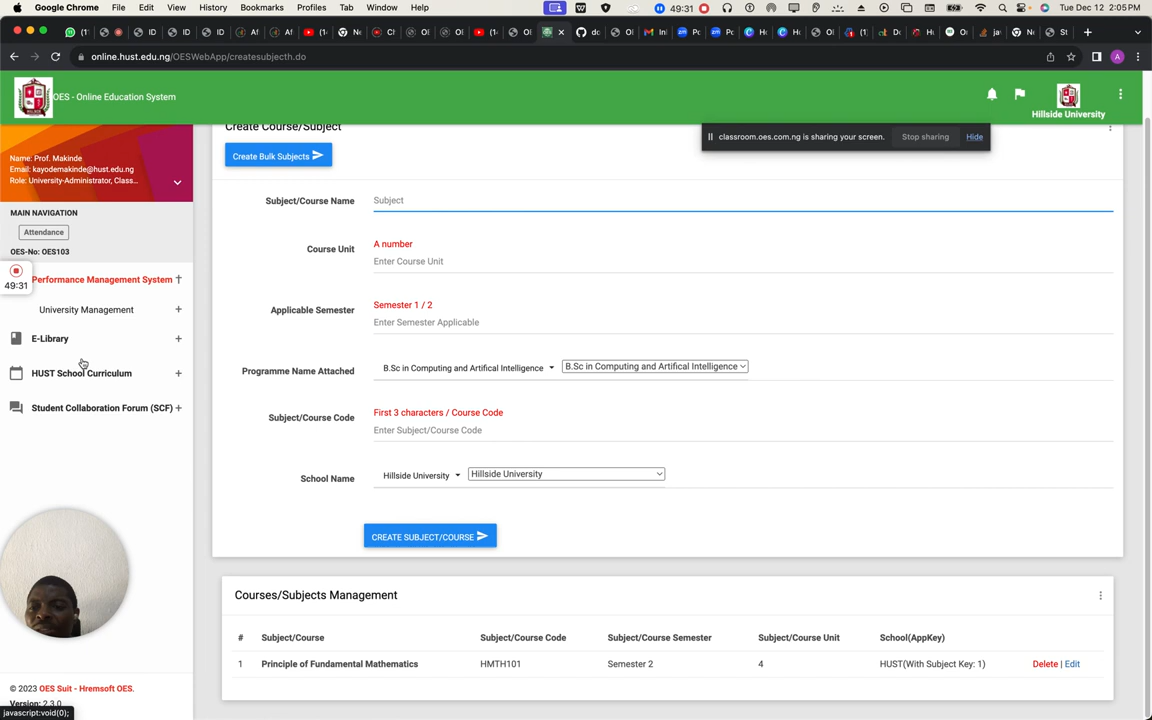 Google Chrome File Edit View History Bookmarks Profiles Tab Window Help 49:31 Tue Dec 12 2:05 PM
online.hust.edu.ng/OESWebApp/createsubjecth.do
OES - Online Education System
Hillside University
classroom.oes.com.ng is sharing your screen. Stop sharing Hide
Name: Prof. Makinde
Email: kayodemakinde@hust.edu.ng
Role: University-Administrator, Class...
MAIN NAVIGATION
Attendance
OES-No: OES103
49:31
Performance Management System
University Management
E-Library
HUST School Curriculum
Student Collaboration Forum (SCF)
© 2023 OES Suit - Hremsoft OES.
Version: 2.3.0
javascript:void(0);
Create Course/Subject
Create Bulk Subjects
Subject/Course Name Subject
Course Unit A number
Enter Course Unit
Applicable Semester Semester 1 / 2
Enter Semester Applicable
Programme Name Attached B.Sc in Computing and Artifical Intelligence B.Sc in Computing and Artifical Intelligence
Subject/Course Code First 3 characters / Course Code
Enter Subject/Course Code
School Name Hillside University Hillside University
CREATE SUBJECT/COURSE
Courses/Subjects Management
# Subject/Course Subject/Course Code Subject/Course Semester Subject/Course Unit School(AppKey)
1 Principle of Fundamental Mathematics HMTH101 Semester 2 4 HUST(With Subject Key: 1) Delete | Edit